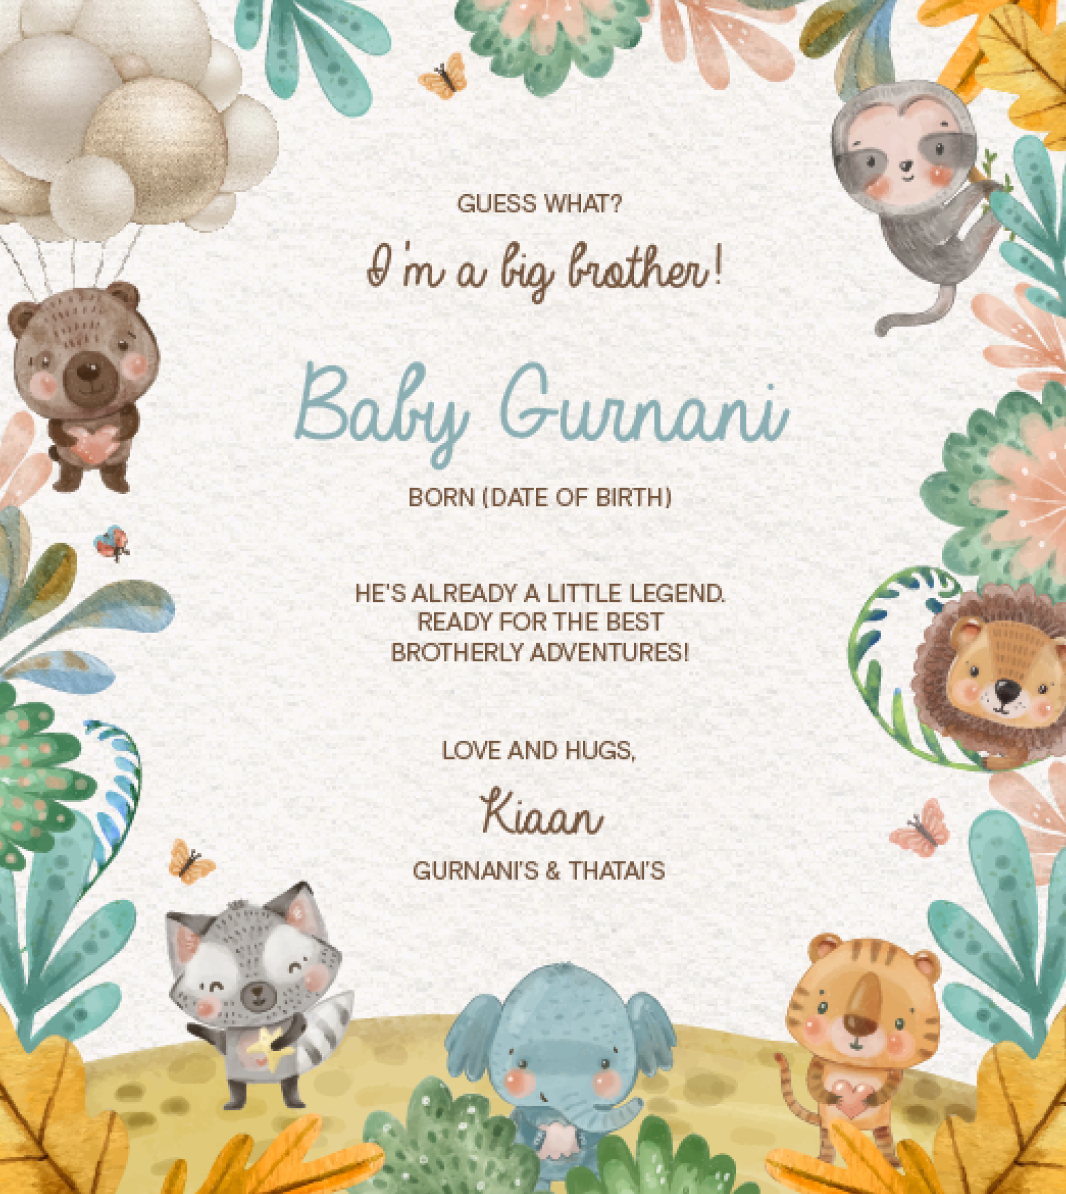 GUESS WHAT?
I'm a big brother!
Baby Gurnani
BORN (DATE OF BIRTH)
HE'S ALREADY A LITTLE LEGEND.
READY FOR THE BEST
BROTHERLY ADVENTURES!
LOVE AND HUGS,
Kiaan
GURNANI'S & THATAI'S